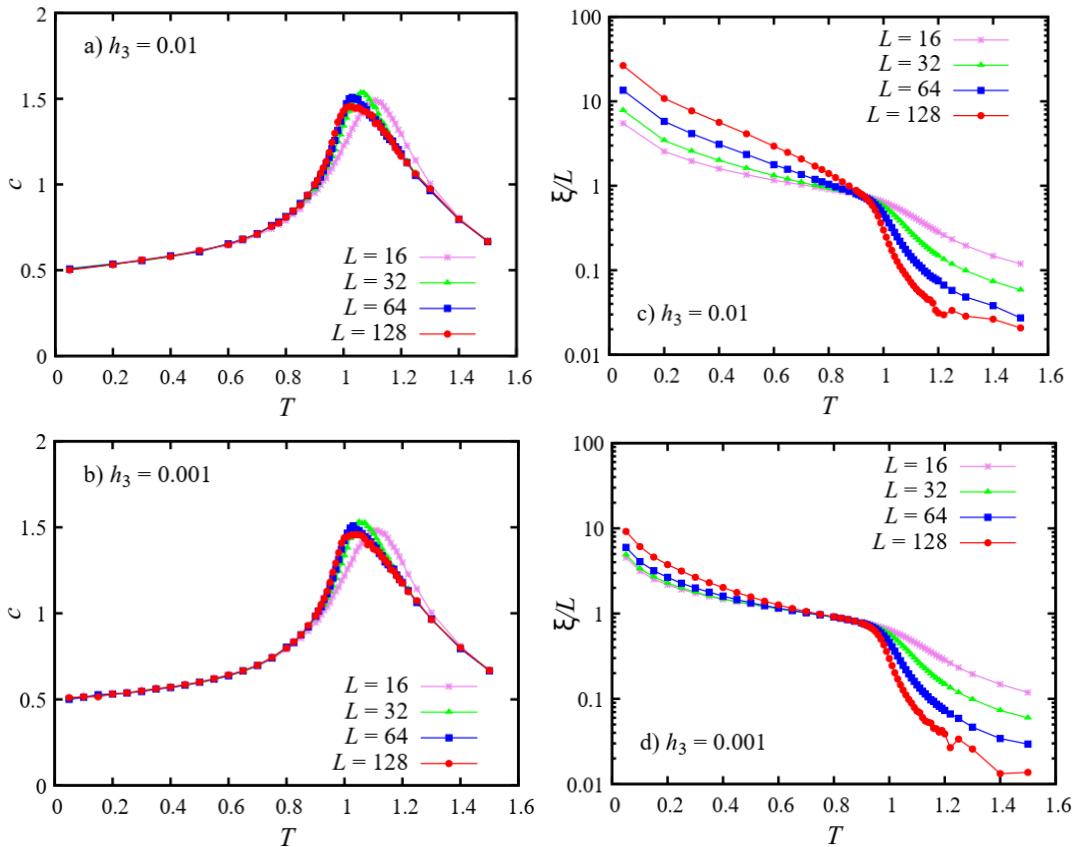 a) h₃ = 0.01
c
2
1.5
1
0.5
0
L = 16
L = 32
L = 64
L = 128
0 0.2 0.4 0.6 0.8 1 1.2 1.4 1.6
T
c) h₃ = 0.01
ξ/L
100
10
1
0.1
0.01
L = 16
L = 32
L = 64
L = 128
0 0.2 0.4 0.6 0.8 1 1.2 1.4 1.6
T
b) h₃ = 0.001
c
2
1.5
1
0.5
0
L = 16
L = 32
L = 64
L = 128
0 0.2 0.4 0.6 0.8 1 1.2 1.4 1.6
T
d) h₃ = 0.001
ξ/L
100
10
1
0.1
0.01
L = 16
L = 32
L = 64
L = 128
0 0.2 0.4 0.6 0.8 1 1.2 1.4 1.6
T